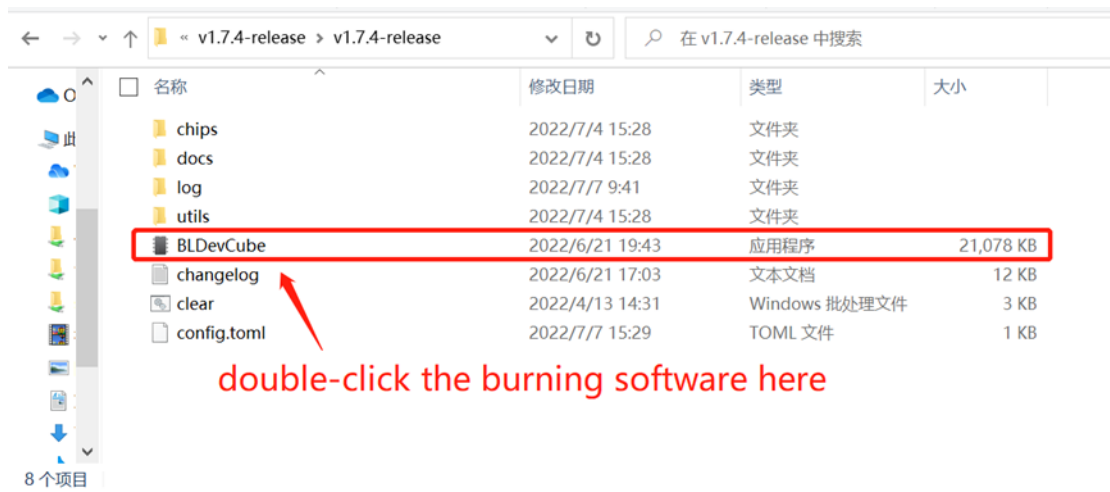 « v1.7.4-release > v1.7.4-release 在 v1.7.4-release 中搜索
名称 修改日期 类型 大小
chips 2022/7/4 15:28 文件夹
docs 2022/7/4 15:28 文件夹
log 2022/7/7 9:41 文件夹
utils 2022/7/4 15:28 文件夹
BLDevCube 2022/6/21 19:43 应用程序 21,078 KB
changelog 2022/6/21 17:03 文本文档 12 KB
clear 2022/4/13 14:31 Windows 批处理文件 3 KB
config.toml 2022/7/7 15:29 TOML 文件 1 KB
double-click the burning software here
8 个项目